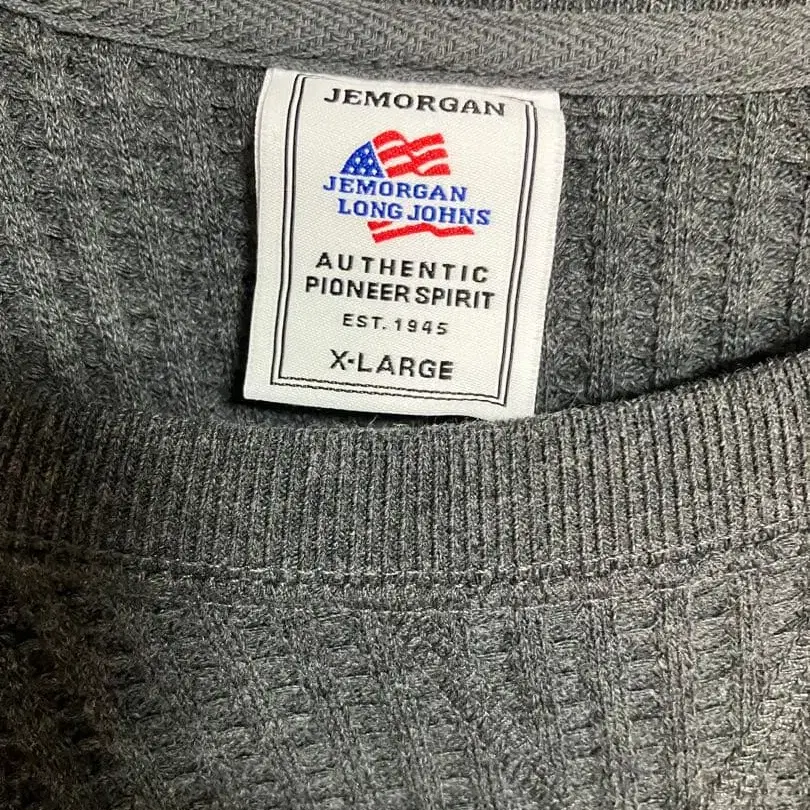 JEMORGAN
JEMORGAN
LONG JOHNS
AUTHENTIC
PIONEER SPIRIT
EST. 1945
X-LARGE